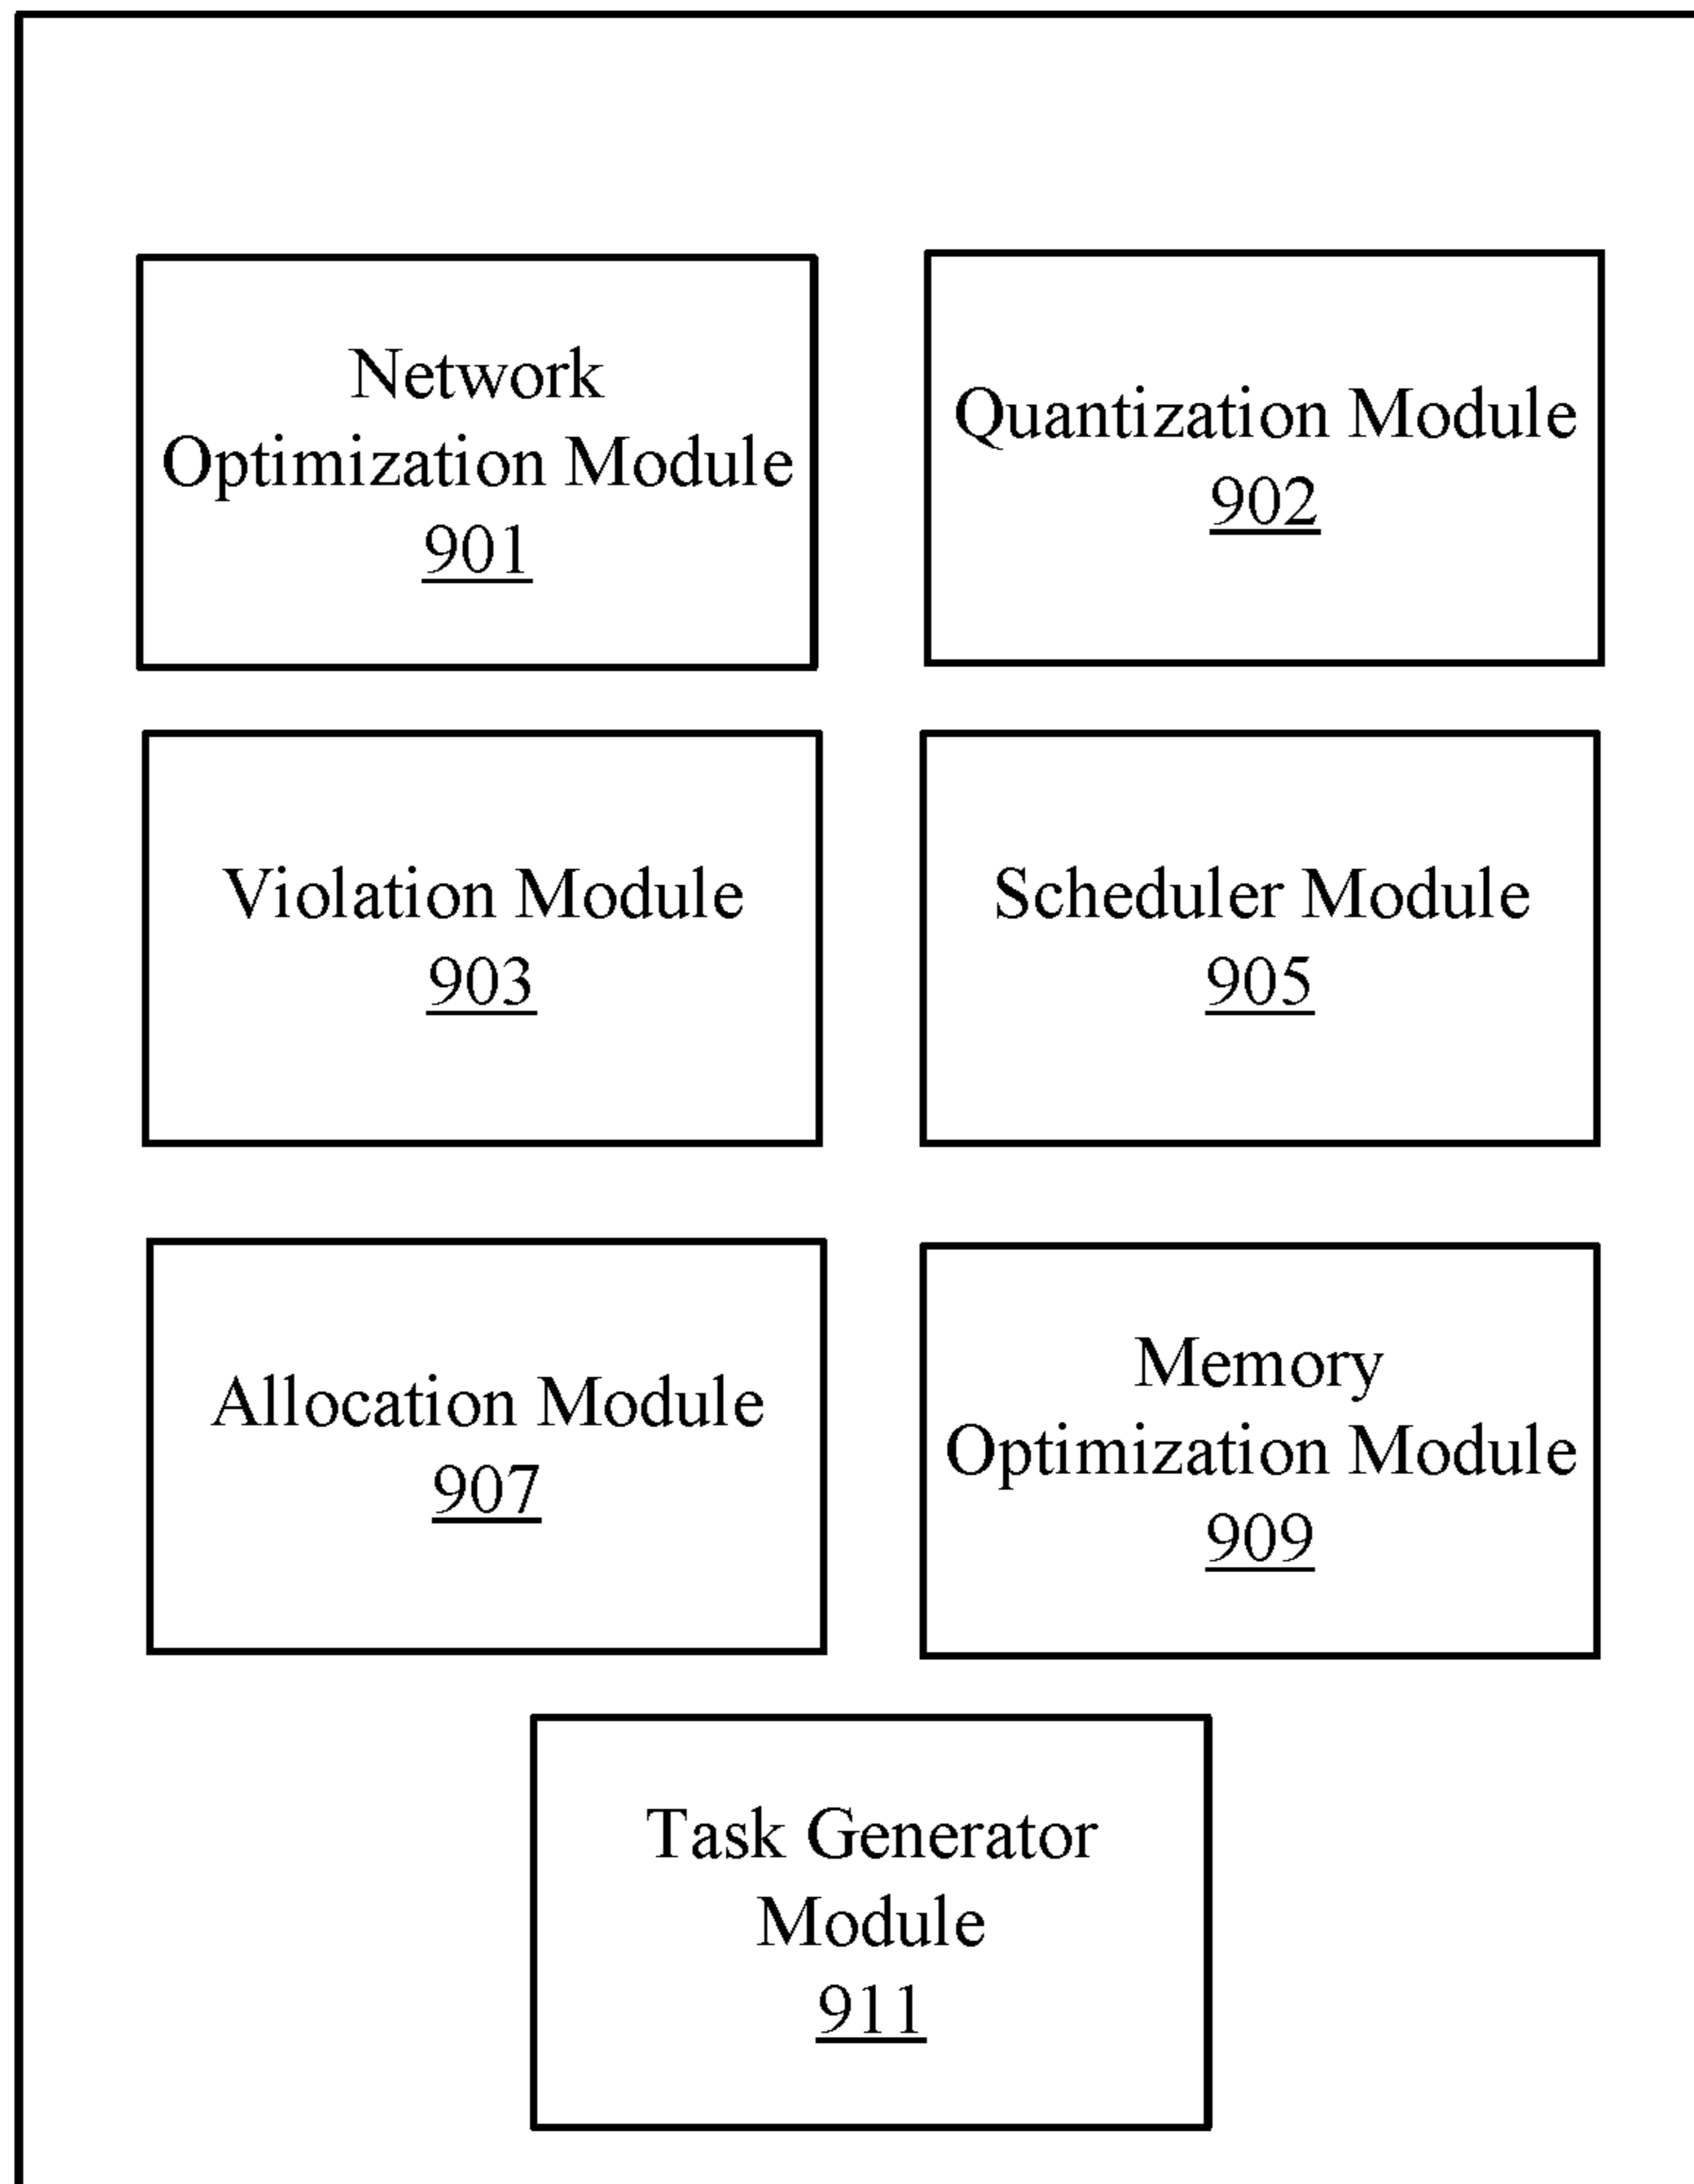 Network
Optimization Module
901
Quantization Module
902
Violation Module
903
Scheduler Module
905
Allocation Module
907
Memory
Optimization Module
909
Task Generator
Module
911